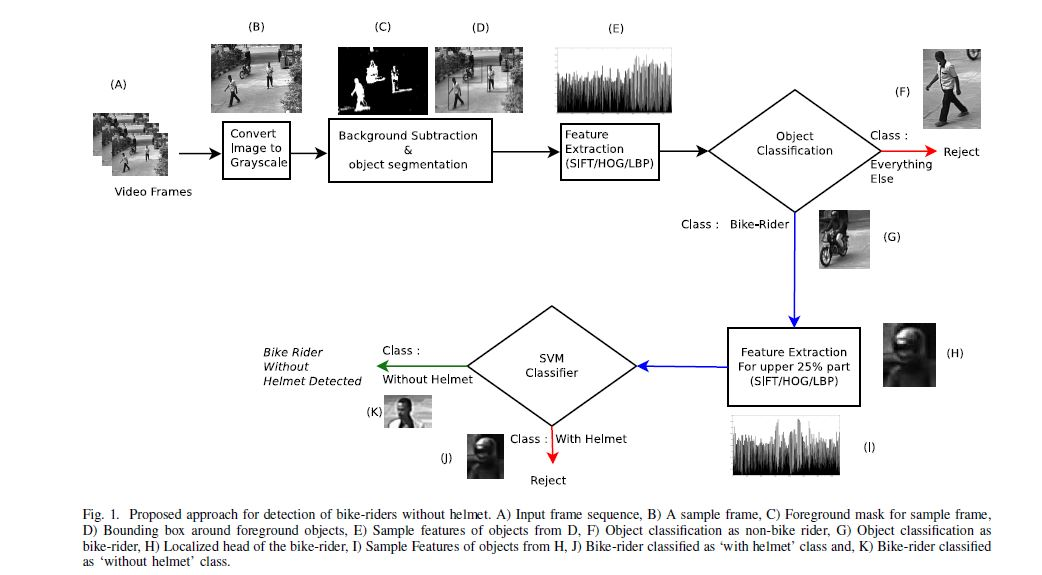 (A)
Video Frames
(B)
Convert
Image to
Grayscale
(C)
(D)
Background Subtraction
&
object segmentation
(E)
Feature
Extraction
(SIFT/HOG/LBP)
Object
Classification
(F)
Class :
Everything
Else
Reject
Class : Bike-Rider
(G)
Feature Extraction
For upper 25% part
(SIFT/HOG/LBP)
(H)
(I)
SVM
Classifier
Class :
Without Helmet
Bike Rider
Without
Helmet Detected
(K)
Class : With Helmet
(J)
Reject
Fig. 1. Proposed approach for detection of bike-riders without helmet. A) Input frame sequence, B) A sample frame, C) Foreground mask for sample frame,
D) Bounding box around foreground objects, E) Sample features of objects from D, F) Object classification as non-bike rider, G) Object classification as
bike-rider, H) Localized head of the bike-rider, I) Sample Features of objects from H, J) Bike-rider classified as ‘with helmet’ class and, K) Bike-rider classified
as ‘without helmet’ class.